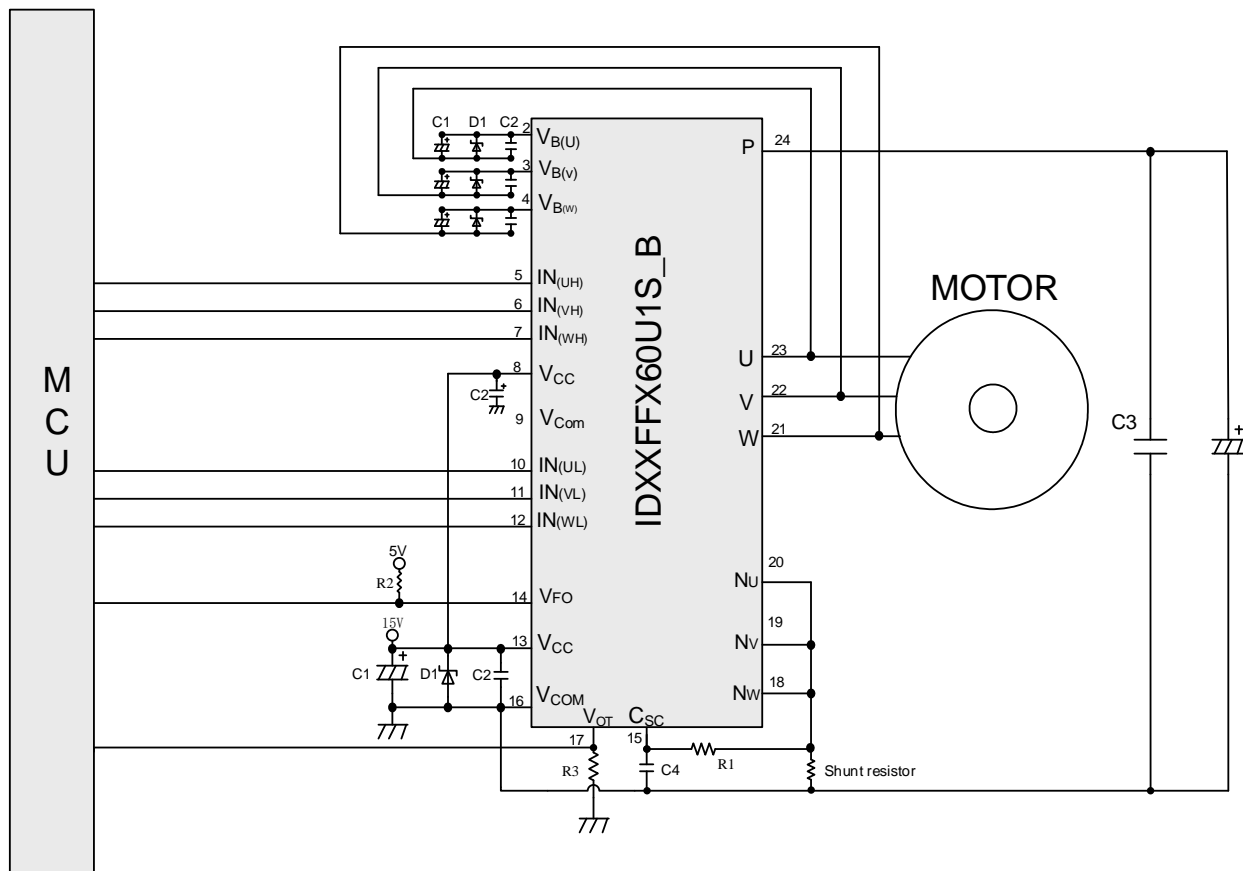 MCU
C1 D1 C2
2 VB(U)
3 VB(v)
4 VB(W)
5 IN(UH)
6 IN(VH)
7 IN(WH)
8 VCC
C2
9 VCom
10 IN(UL)
11 IN(VL)
12 IN(WL)
5V
R2
14 VFO
15V
13 VCC
C1 D1 C2
16 VCOM
VOT
17
R3
CSC
15
C4
R1
Shunt resistor
IDXXFFX60U1S_B
P 24
MOTOR
U 23
V 22
W 21
C3
NU 20
NV 19
NW 18
+
+
+
+
+
+